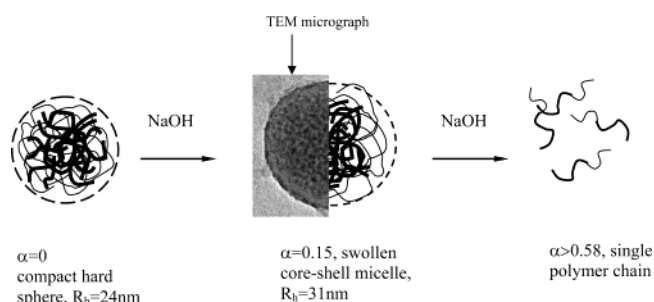 TEM micrograph
NaOH
NaOH
α=0
compact hard
sphere, Rh=24nm
α=0.15, swollen
core-shell micelle,
Rh=31nm
α>0.58, single
polymer chain